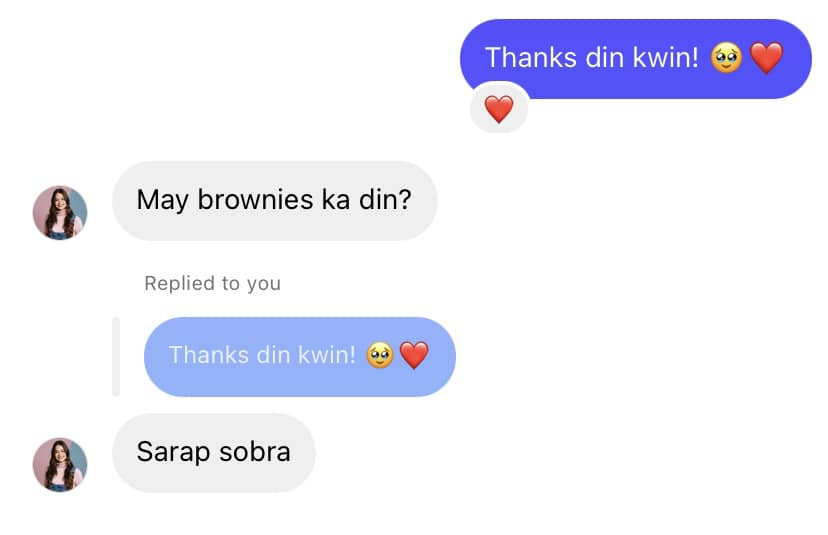 Thanks din kwin! 🥹❤️
❤️
May brownies ka din?
Replied to you
Thanks din kwin! 🥹❤️
Sarap sobra